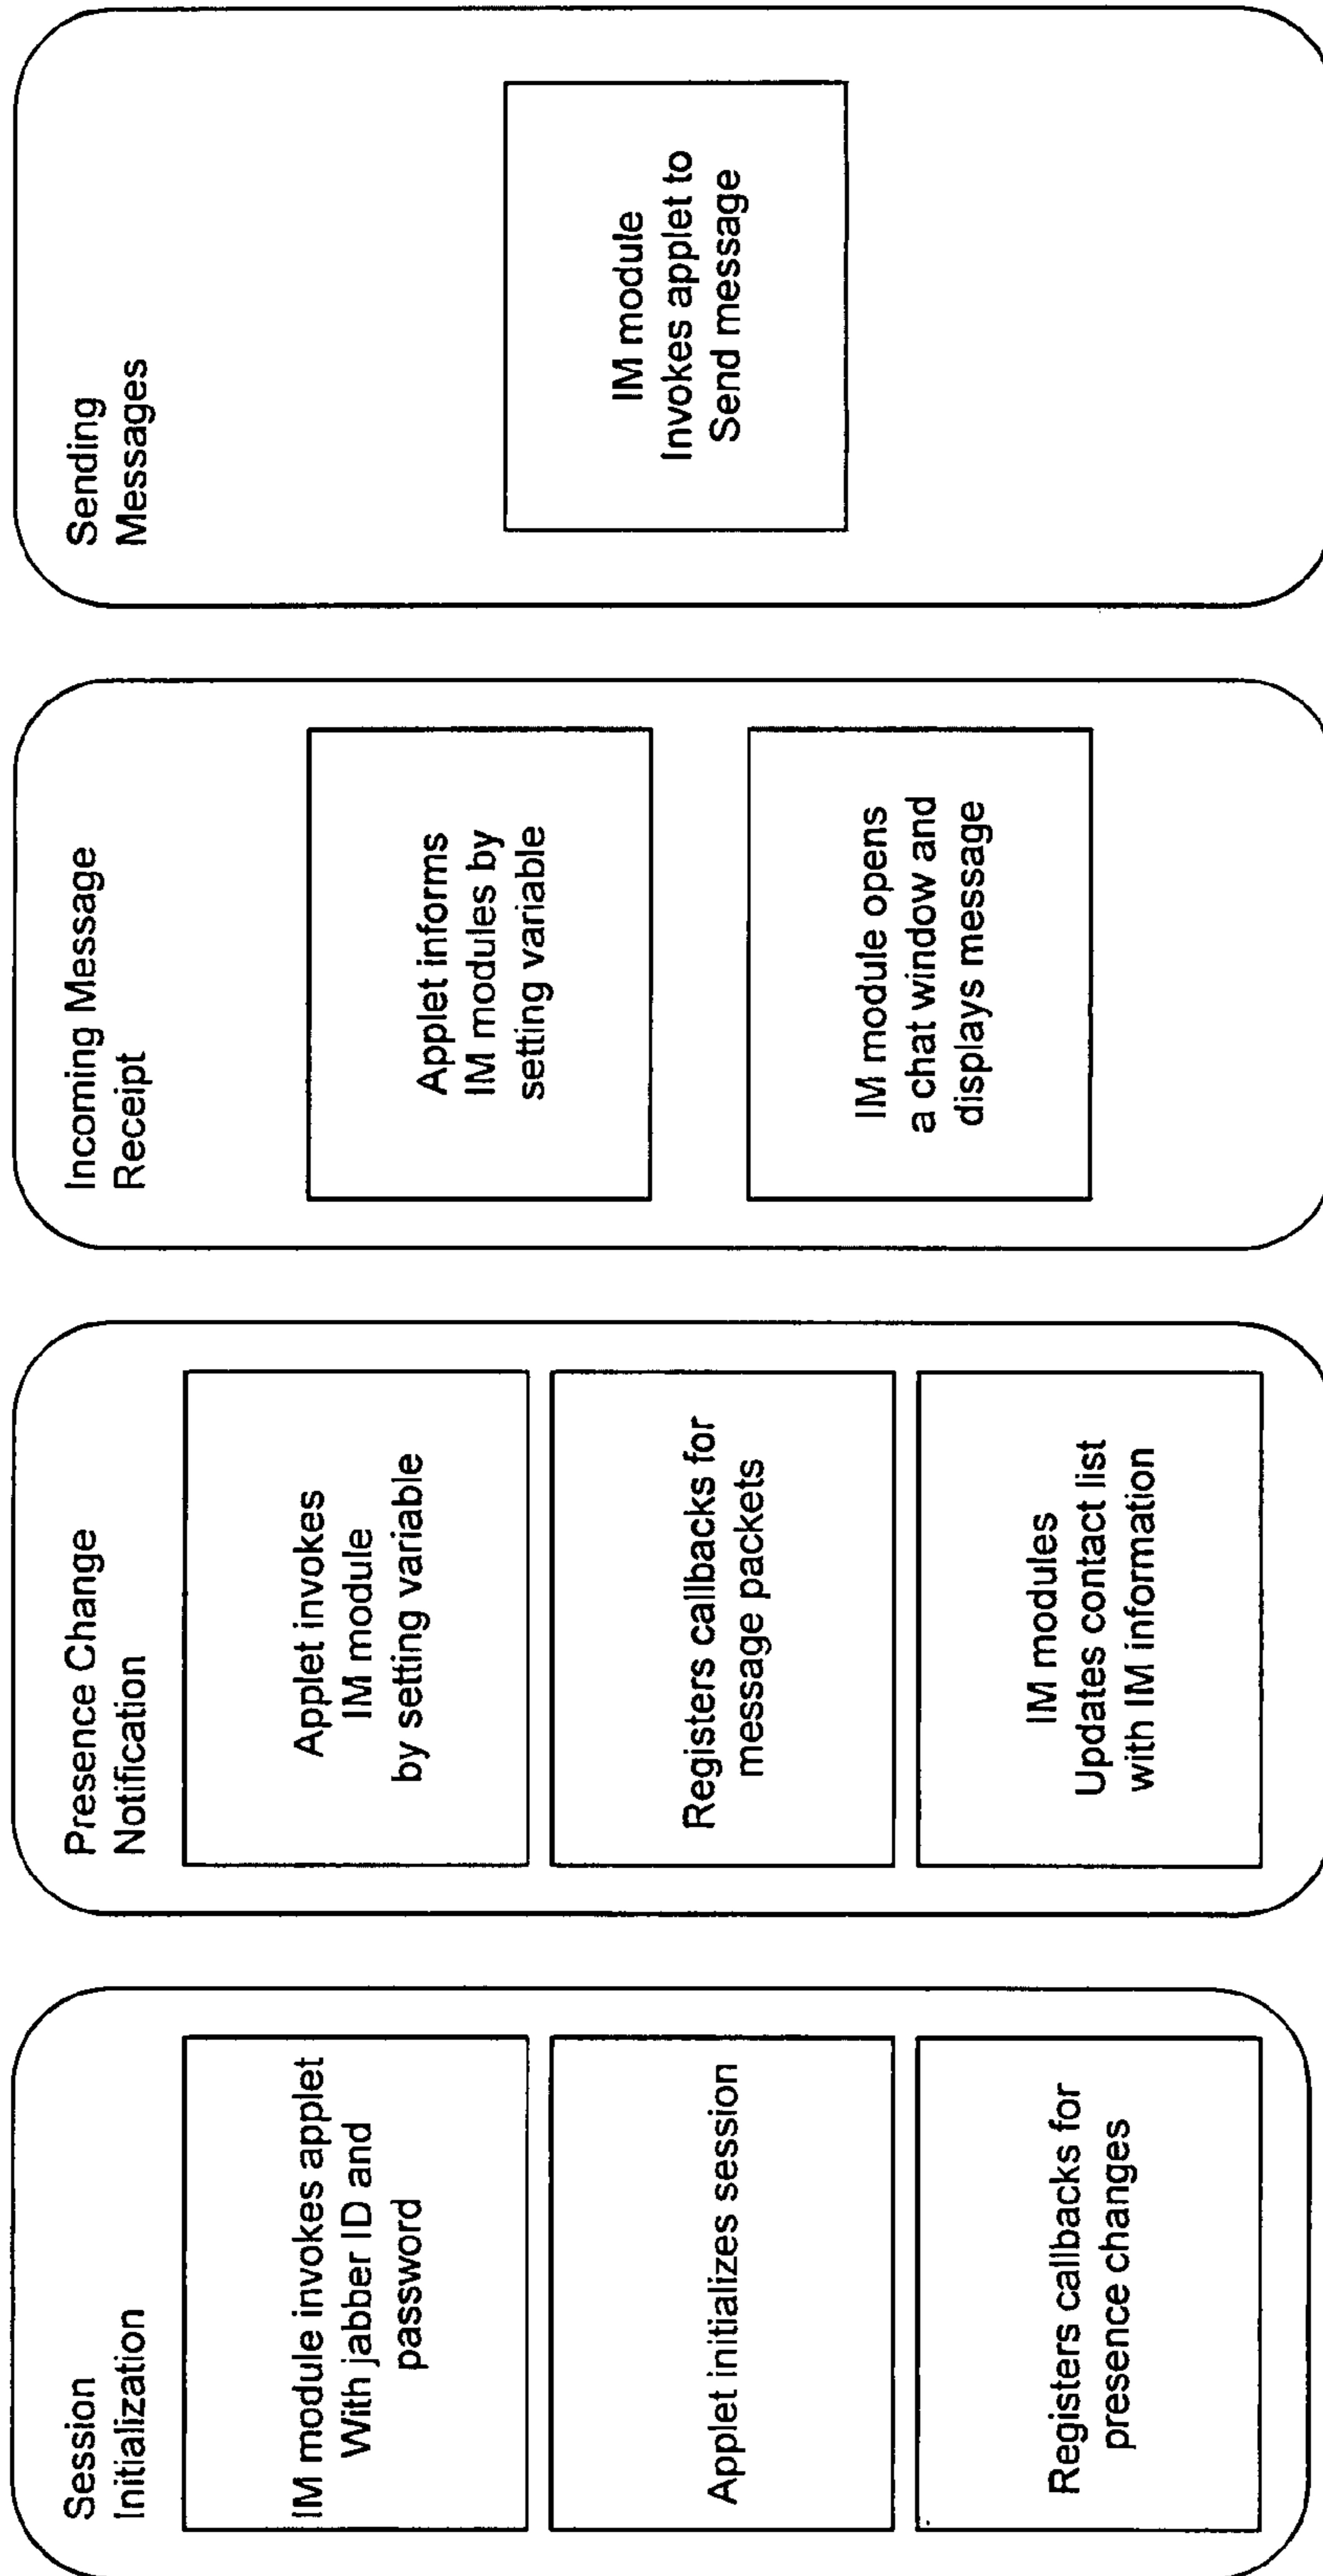 Session
Initialization
IM module invokes applet
With jabber ID and
password
Applet initializes session
Registers callbacks for
presence changes
Presence Change
Notification
Applet invokes
IM module
by setting variable
Registers callbacks for
message packets
IM modules
Updates contact list
with IM information
Incoming Message
Receipt
Applet informs
IM modules by
setting variable
IM module opens
a chat window and
displays message
Sending
Messages
IM module
Invokes applet to
Send message